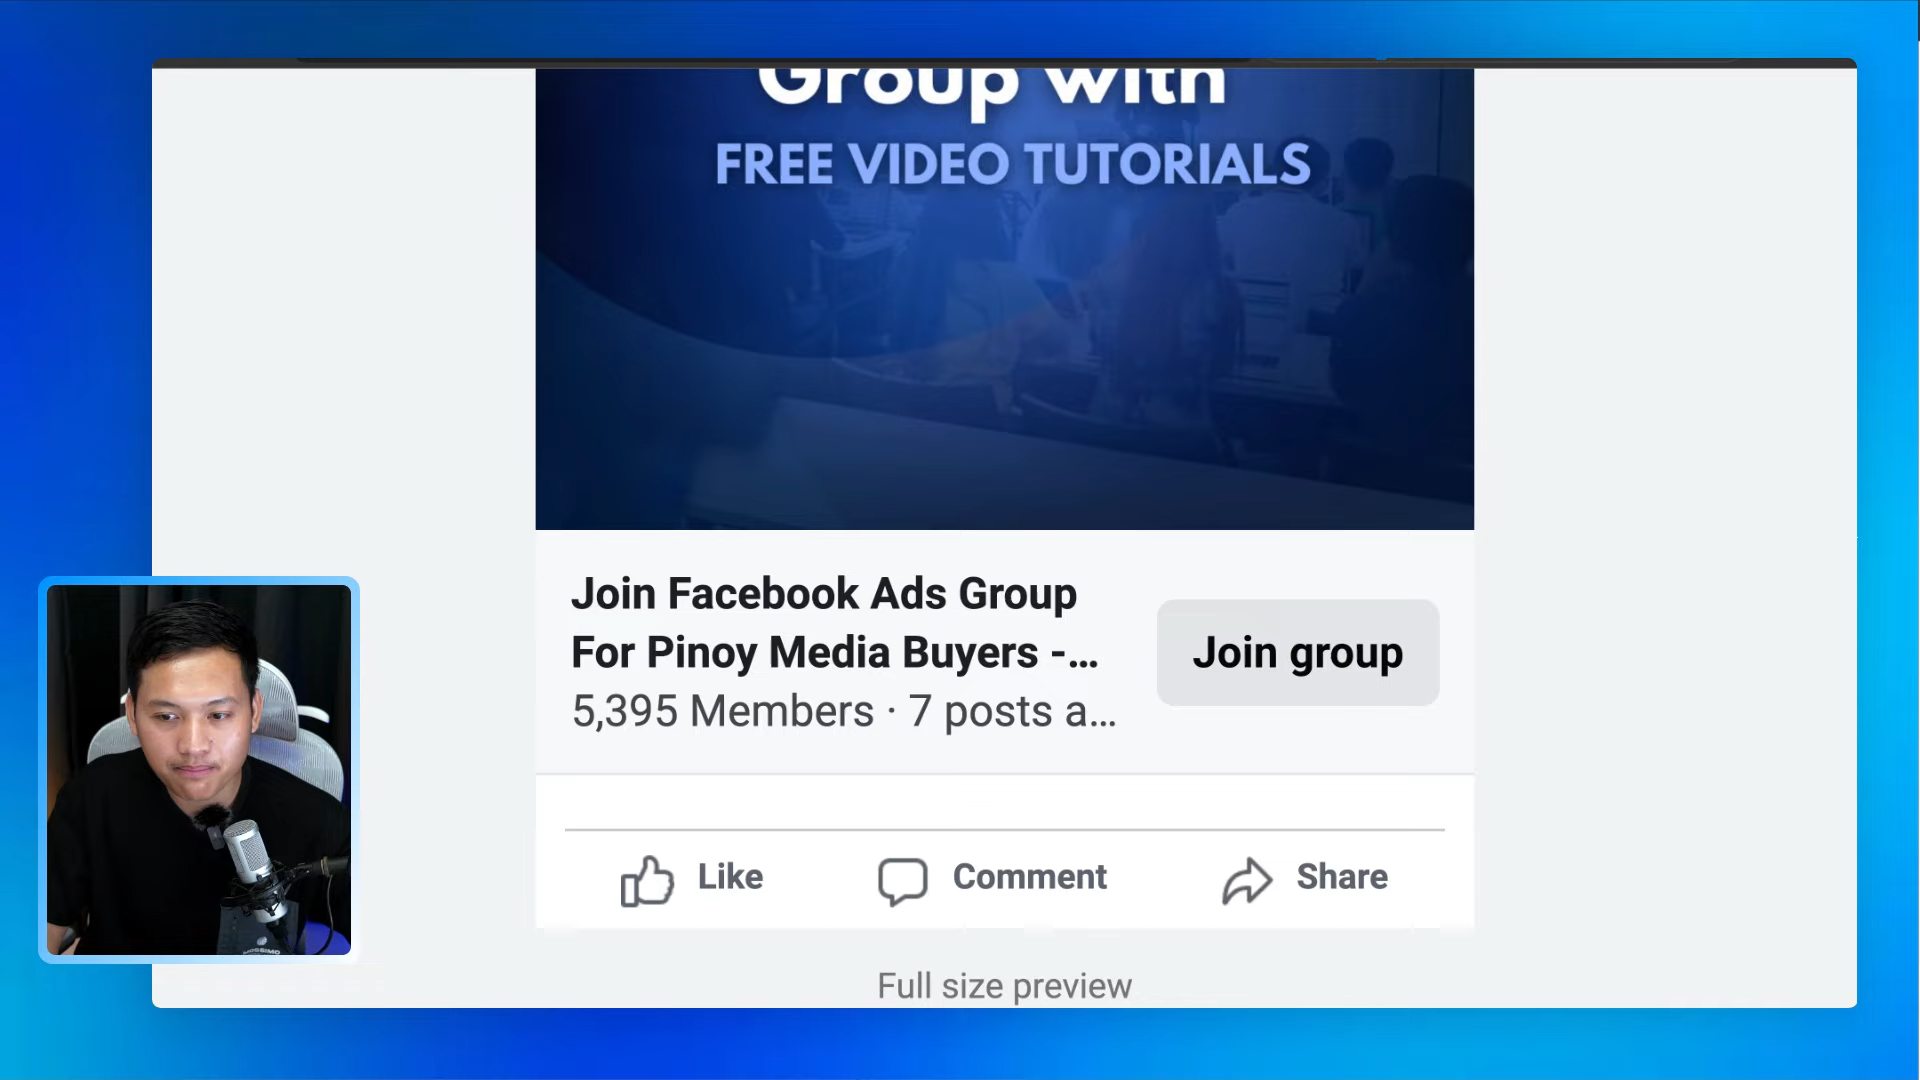 Group with
FREE VIDEO TUTORIALS
Join Facebook Ads Group
For Pinoy Media Buyers -...
Join group
5,395 Members · 7 posts a...
Like
Comment
Share
Full size preview